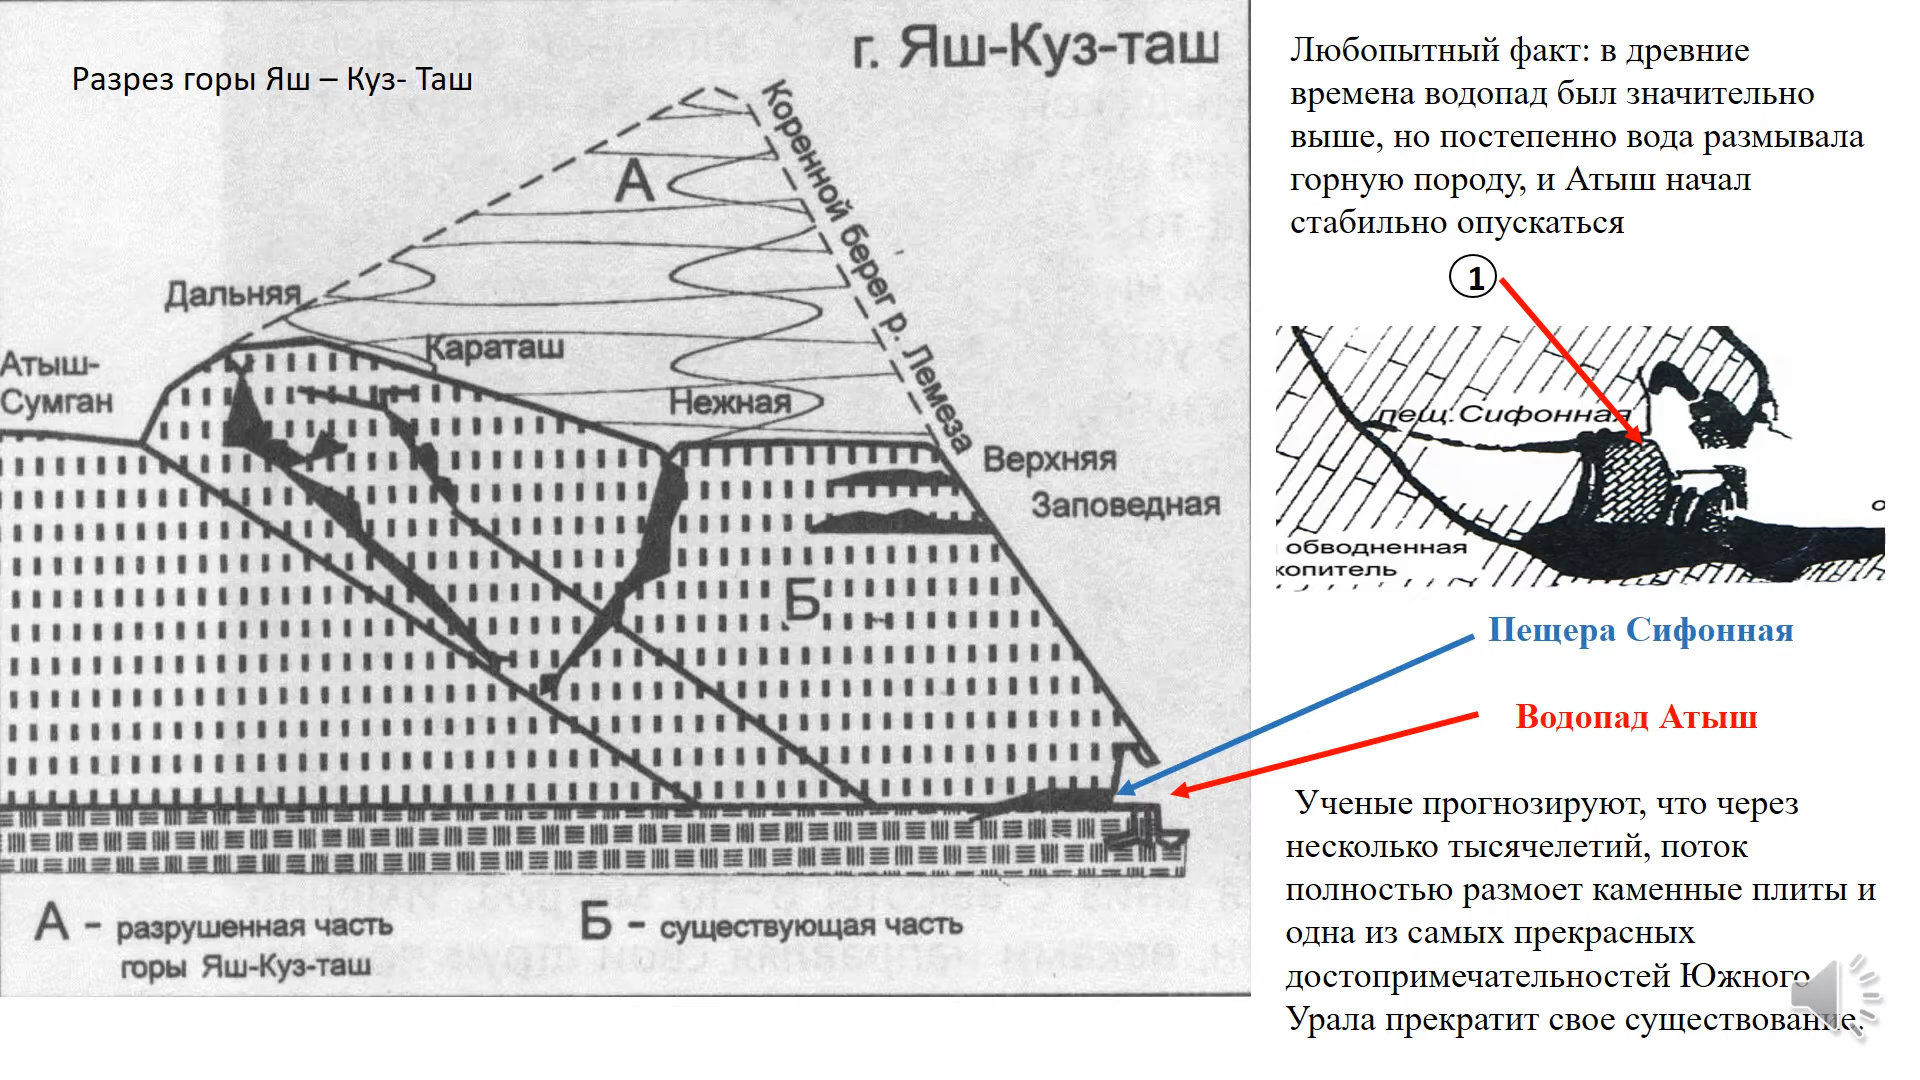 г. Яш-Куз-таш
Разрез горы Яш – Куз- Таш
А
Коренной берег р. Лемеза
Дальняя
Караташ
Атыш-
Сумган
Нежная
Верхняя
Заповедная
Б
А - разрушенная часть
горы Яш-Куз-таш
Б - существующая часть
Любопытный факт: в древние
времена водопад был значительно
выше, но постепенно вода размывала
горную породу, и Атыш начал
стабильно опускаться
1
пещ. Сифонная
обводненная
копитель
Пещера Сифонная
Водопад Атыш
Ученые прогнозируют, что через
несколько тысячелетий, поток
полностью размоет каменные плиты и
одна из самых прекрасных
достопримечательностей Южного
Урала прекратит свое существование.